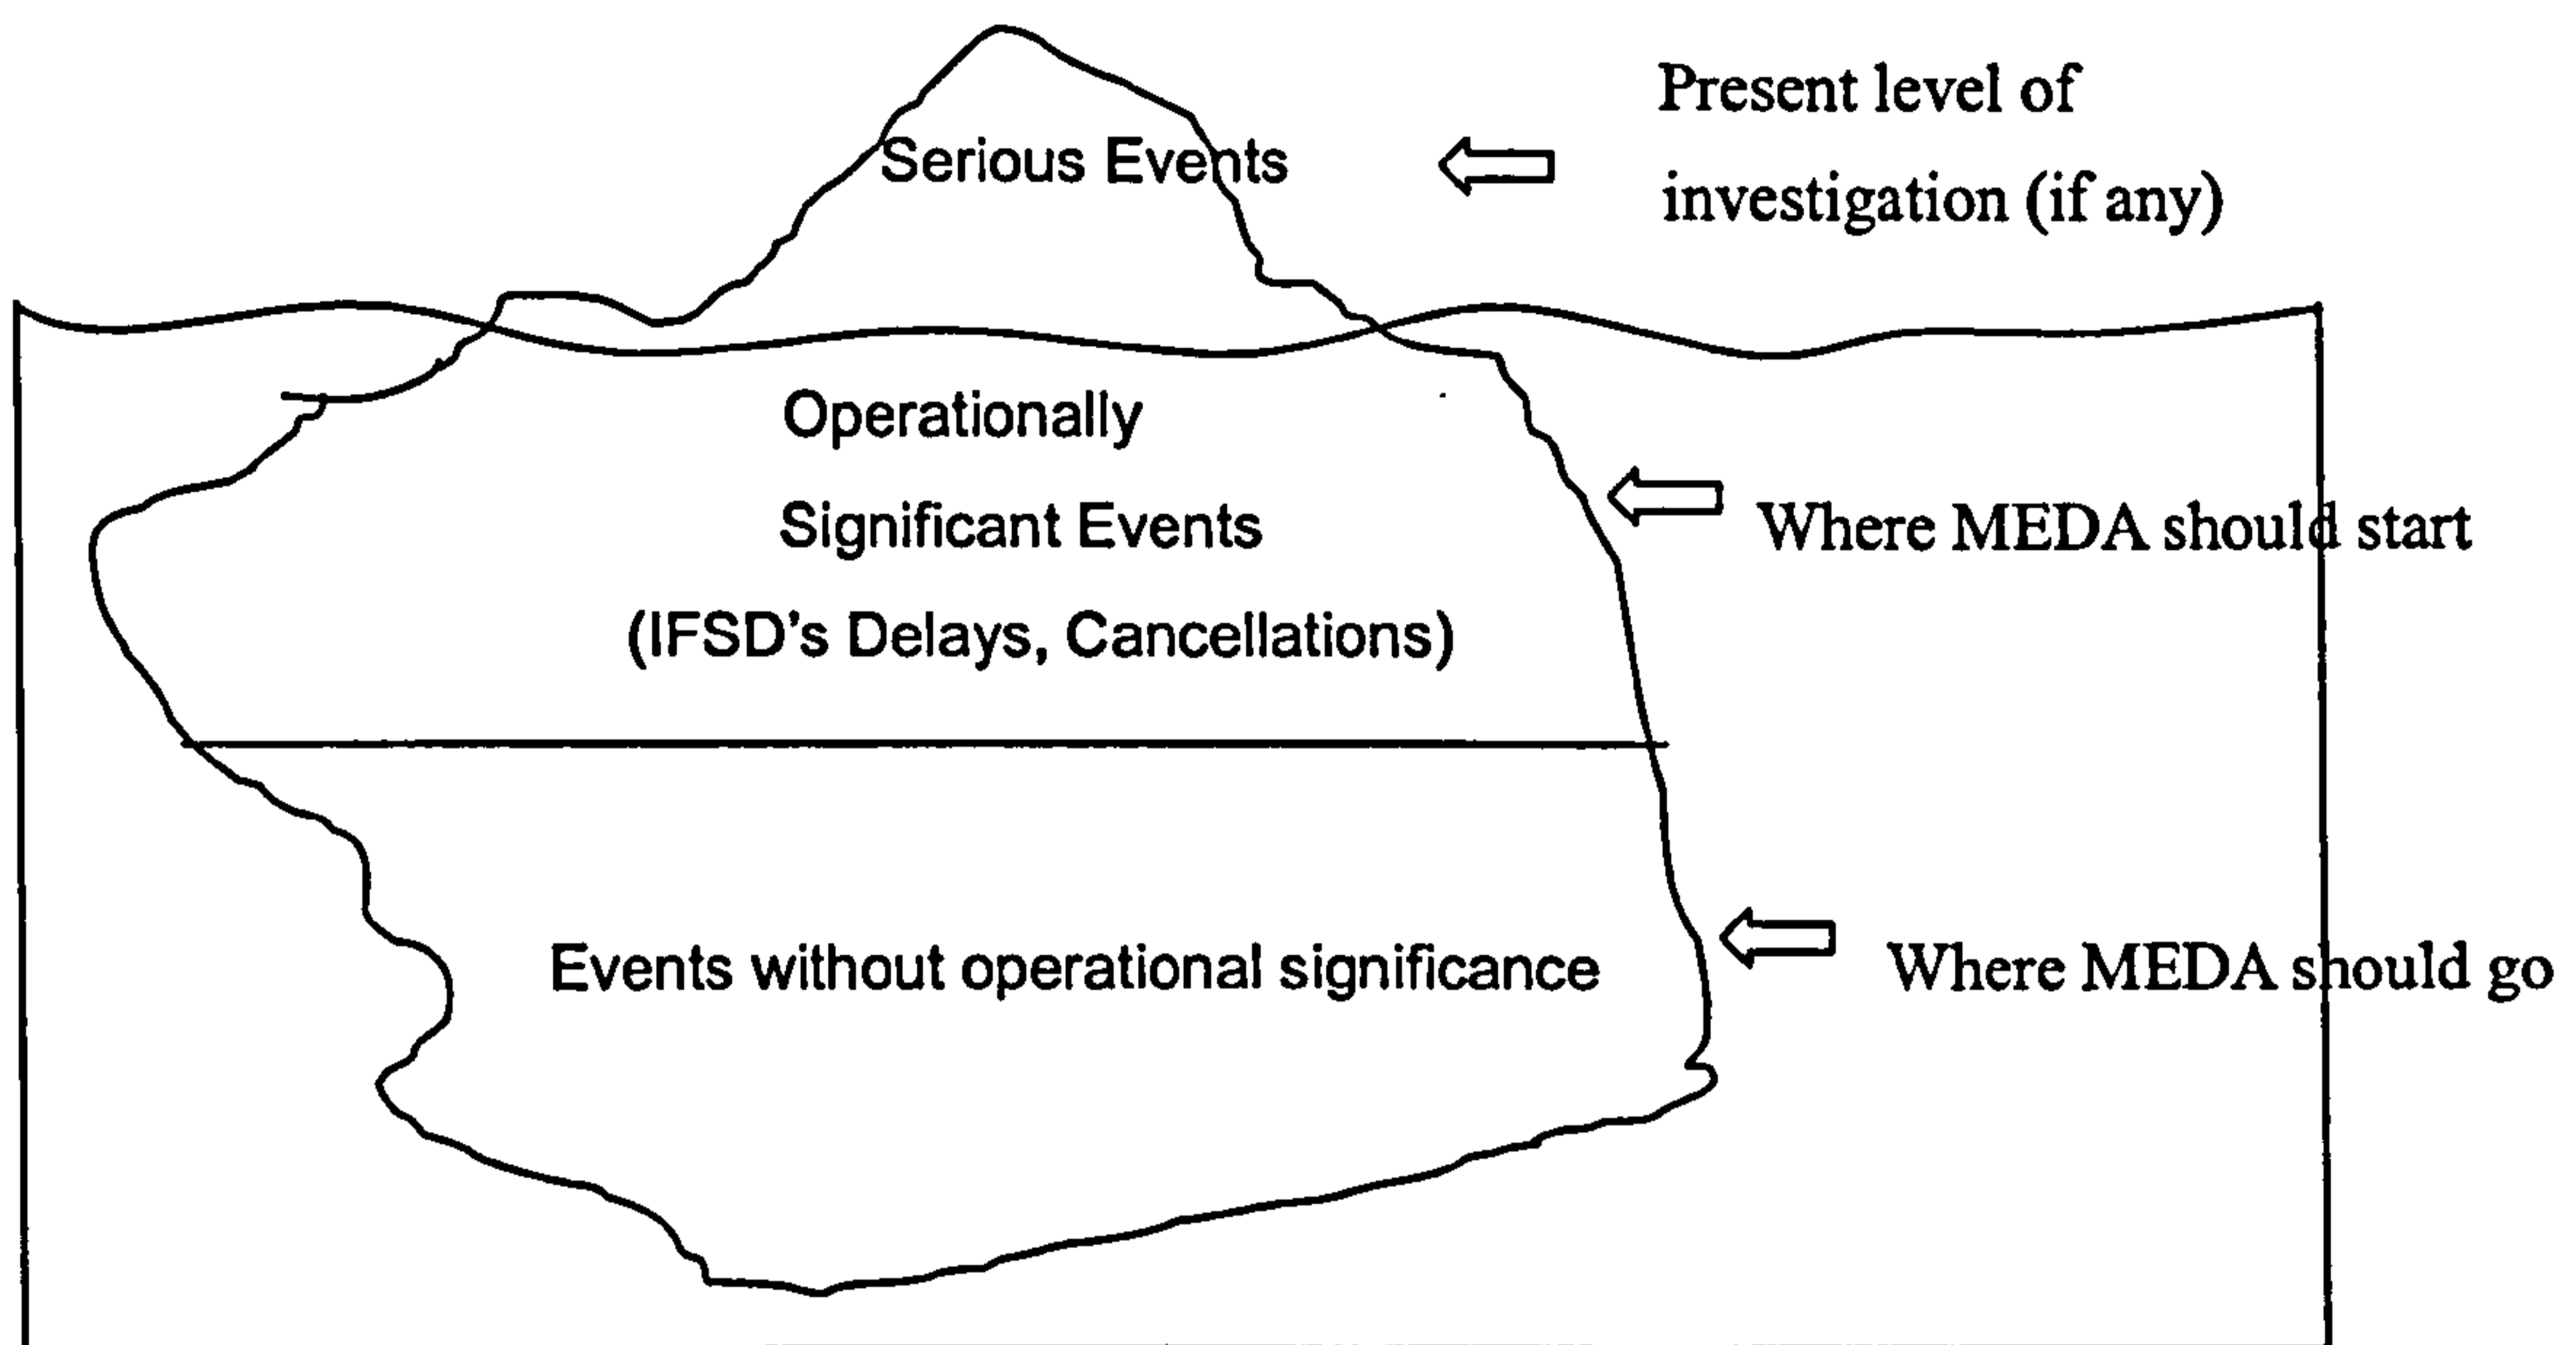 Present level of
Serious Events
investigation (if any)
Operationally
Significant Events
Where MEDA should start
(IFSD's Delays, Cancellations)
Events without operational significance
Where MEDA should go